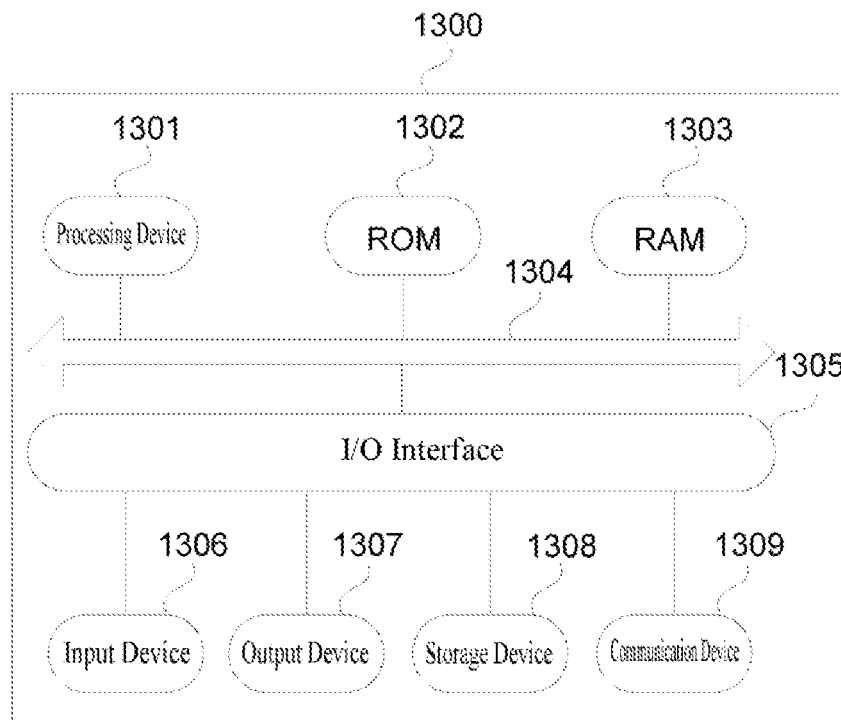 1300
1301 1302 1303
Processing Device ROM RAM
1304
1305
I/O Interface
1306 1307 1308 1309
Input Device Output Device Storage Device Communication Device